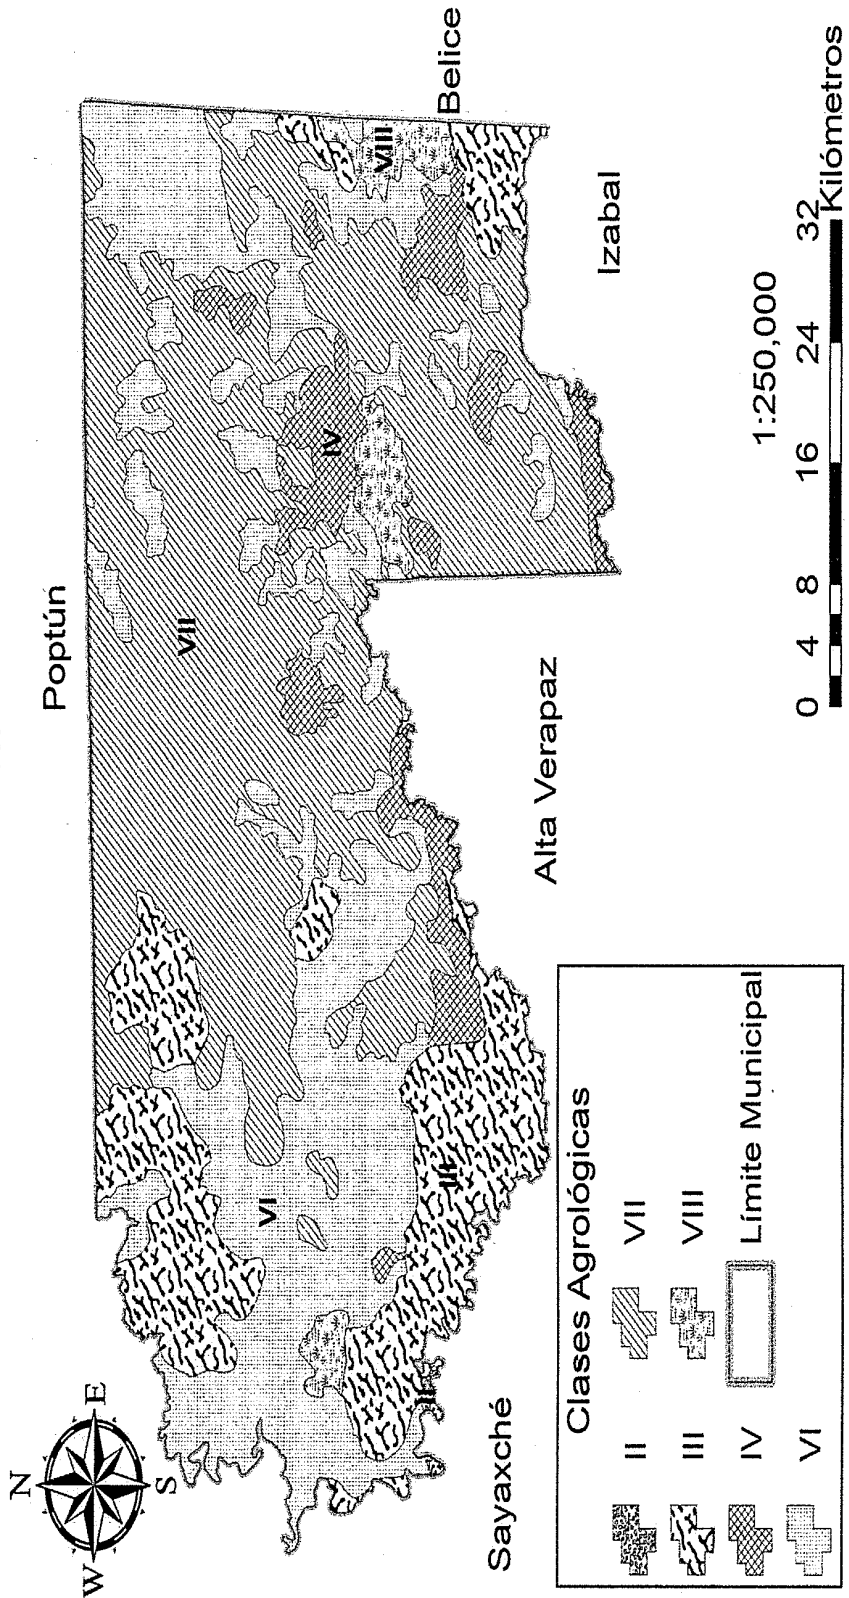 Poptún
N
W
E
S
VII
VI
IV
VIII
III
II
Belice
Sayaxché
Alta Verapaz
Izabal
Clases Agrológicas
II
III
IV
VI
VII
VIII
Límite Municipal
1:250,000
0 4 8 16 24 32
Kilómetros